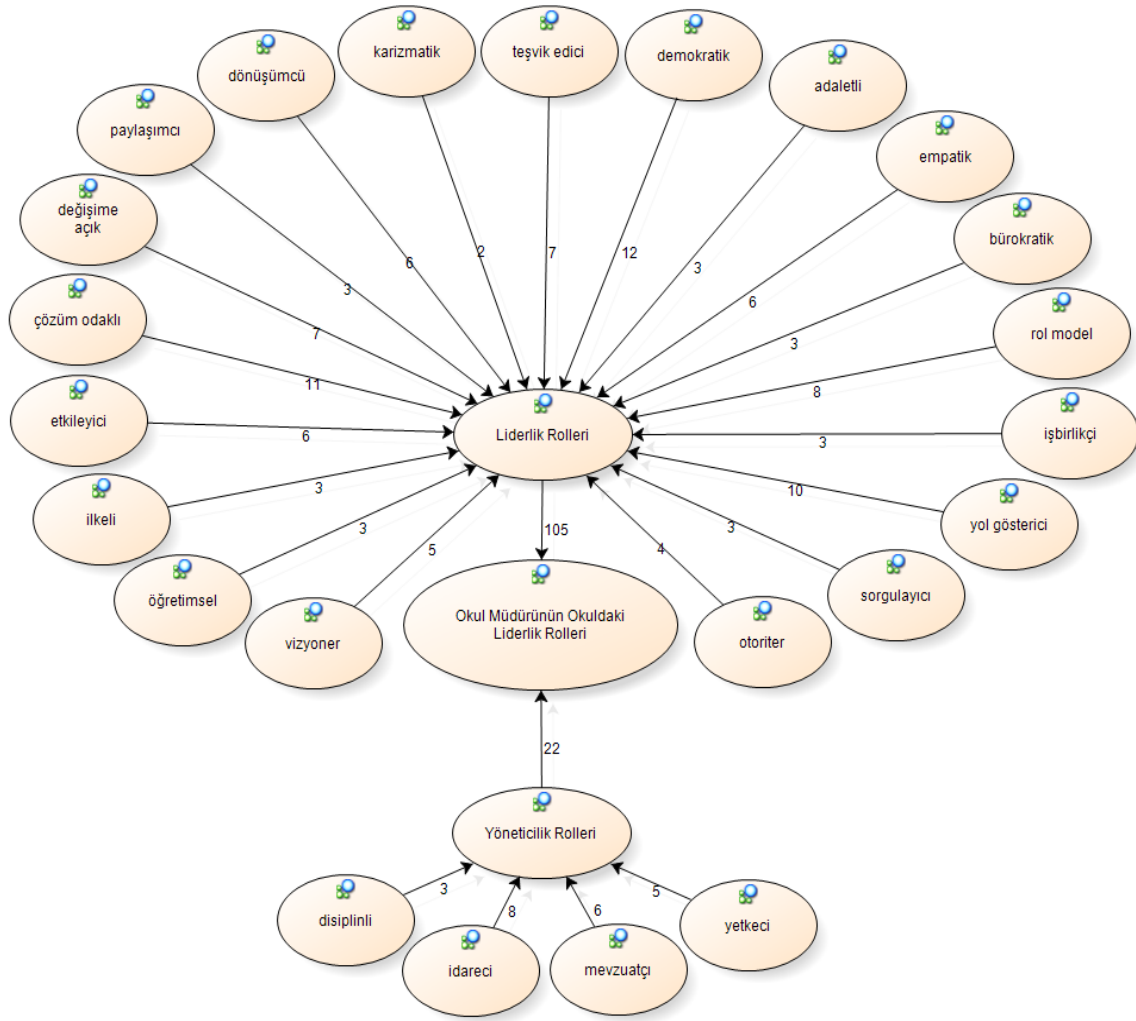 karizmatik
teşvik edici
demokratik
dönüşümcü
adaletli
paylaşımcı
empatik
değişime
açık
bürokratik
çözüm odaklı
rol model
etkileyici
işbirlikçi
ilkeli
yol gösterici
öğretimsel
sorgulayıcı
vizyoner
otoriter
6
2
7
12
3
3
6
7
3
11
8
6
3
3
10
3
3
5
4
Liderlik Rolleri
105
Okul Müdürünün Okuldaki
Liderlik Rolleri
22
Yöneticilik Rolleri
3
8
6
5
disiplinli
idareci
mevzuatçı
yetkeci